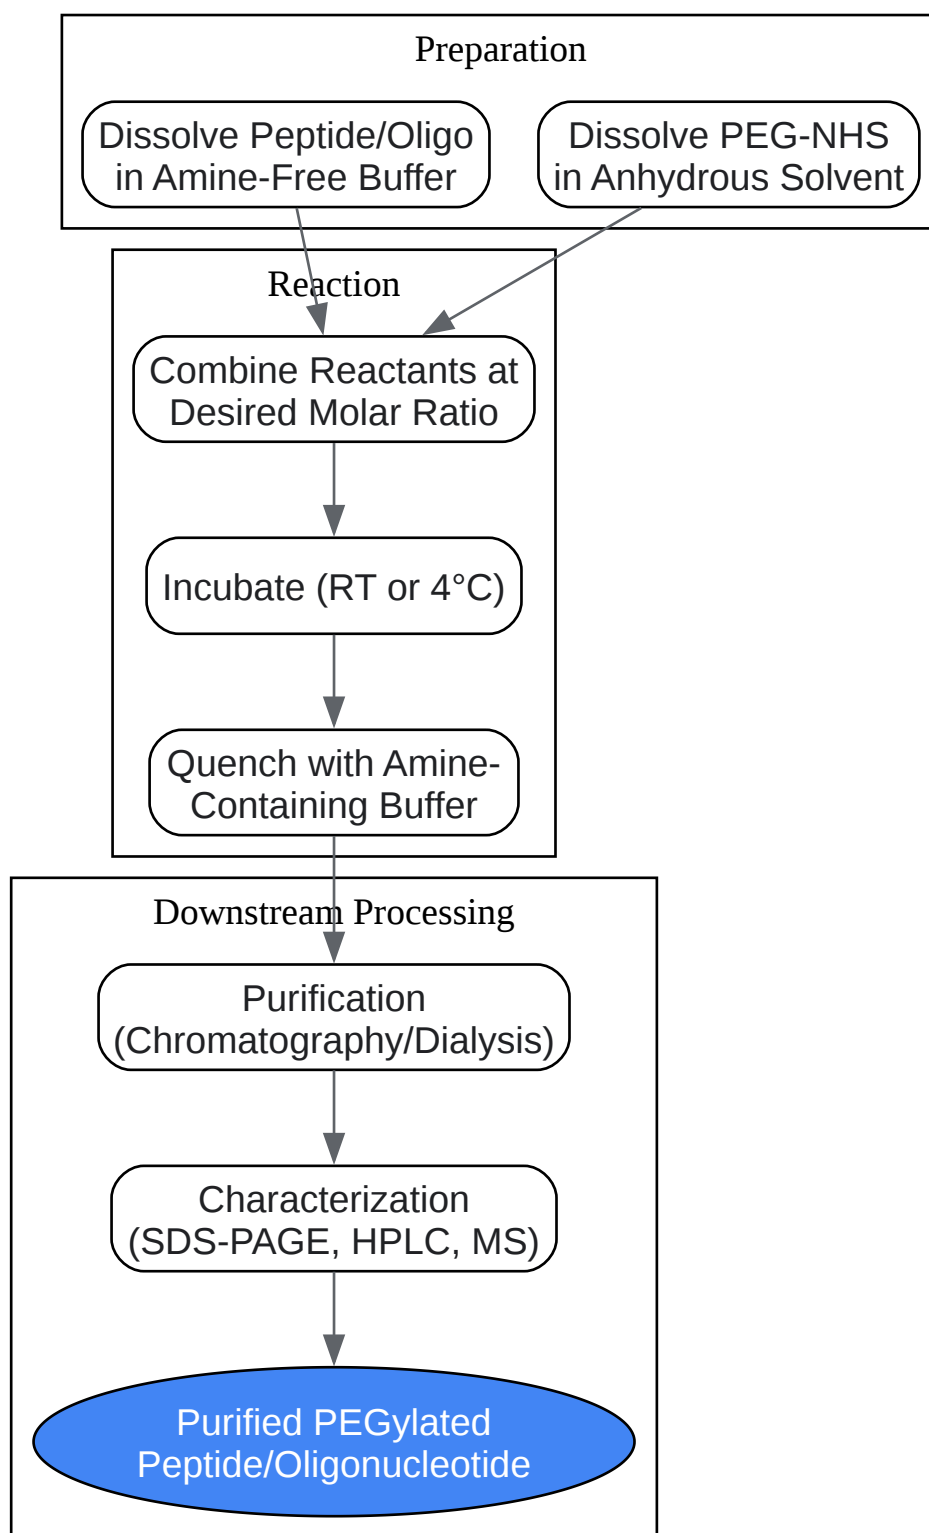 Preparation
Dissolve Peptide/Oligo
in Amine-Free Buffer
Dissolve PEG-NHS
in Anhydrous Solvent
Reaction
Combine Reactants at
Desired Molar Ratio
Incubate (RT or 4°C)
Quench with Amine-
Containing Buffer
Downstream Processing
Purification
(Chromatography/Dialysis)
Characterization
(SDS-PAGE, HPLC, MS)
Purified PEGylated
Peptide/Oligonucleotide